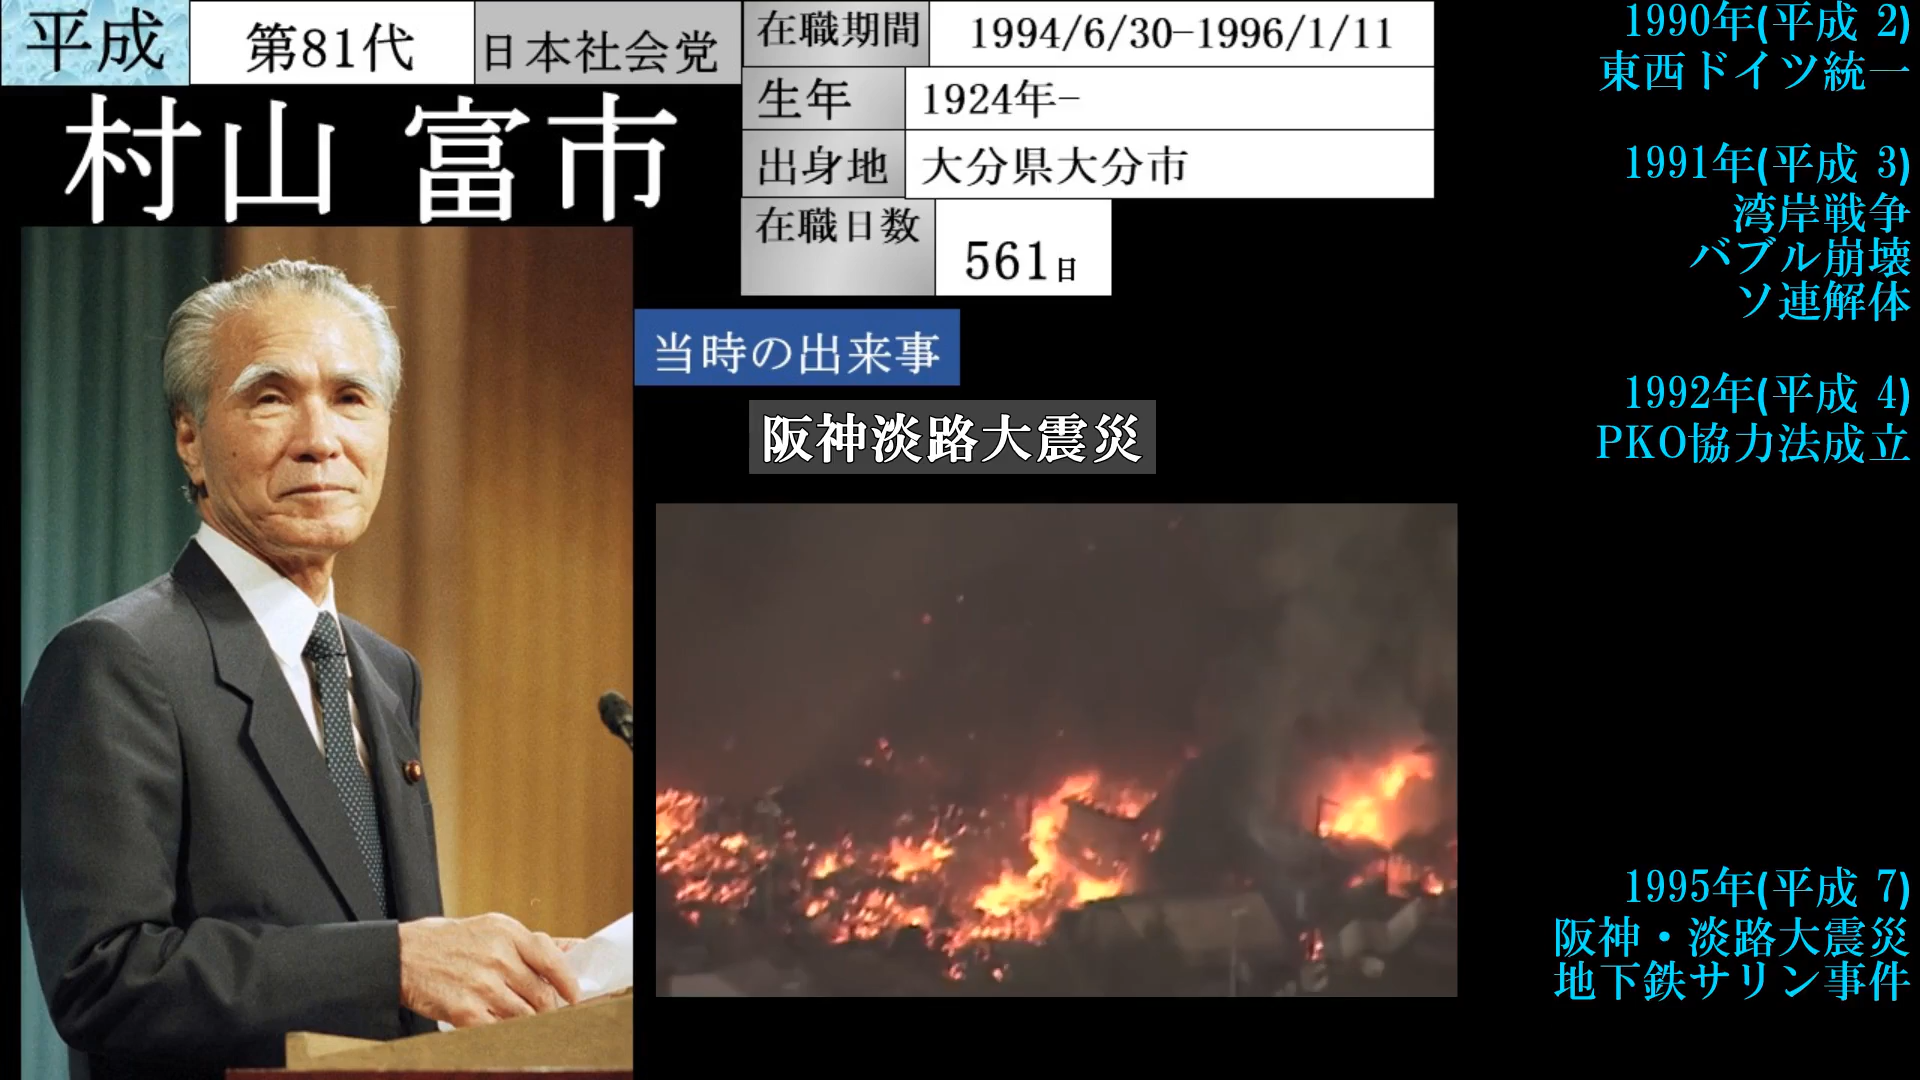 平成 第81代 日本社会党
村山 富市
在職期間 1994/6/30-1996/1/11
生年 1924年-
出身地 大分県大分市
在職日数 561日
当時の出来事
阪神淡路大震災
1990年(平成 2)
東西ドイツ統一
1991年(平成 3)
湾岸戦争
バブル崩壊
ソ連解体
1992年(平成 4)
PKO協力法成立
1995年(平成 7)
阪神・淡路大震災
地下鉄サリン事件